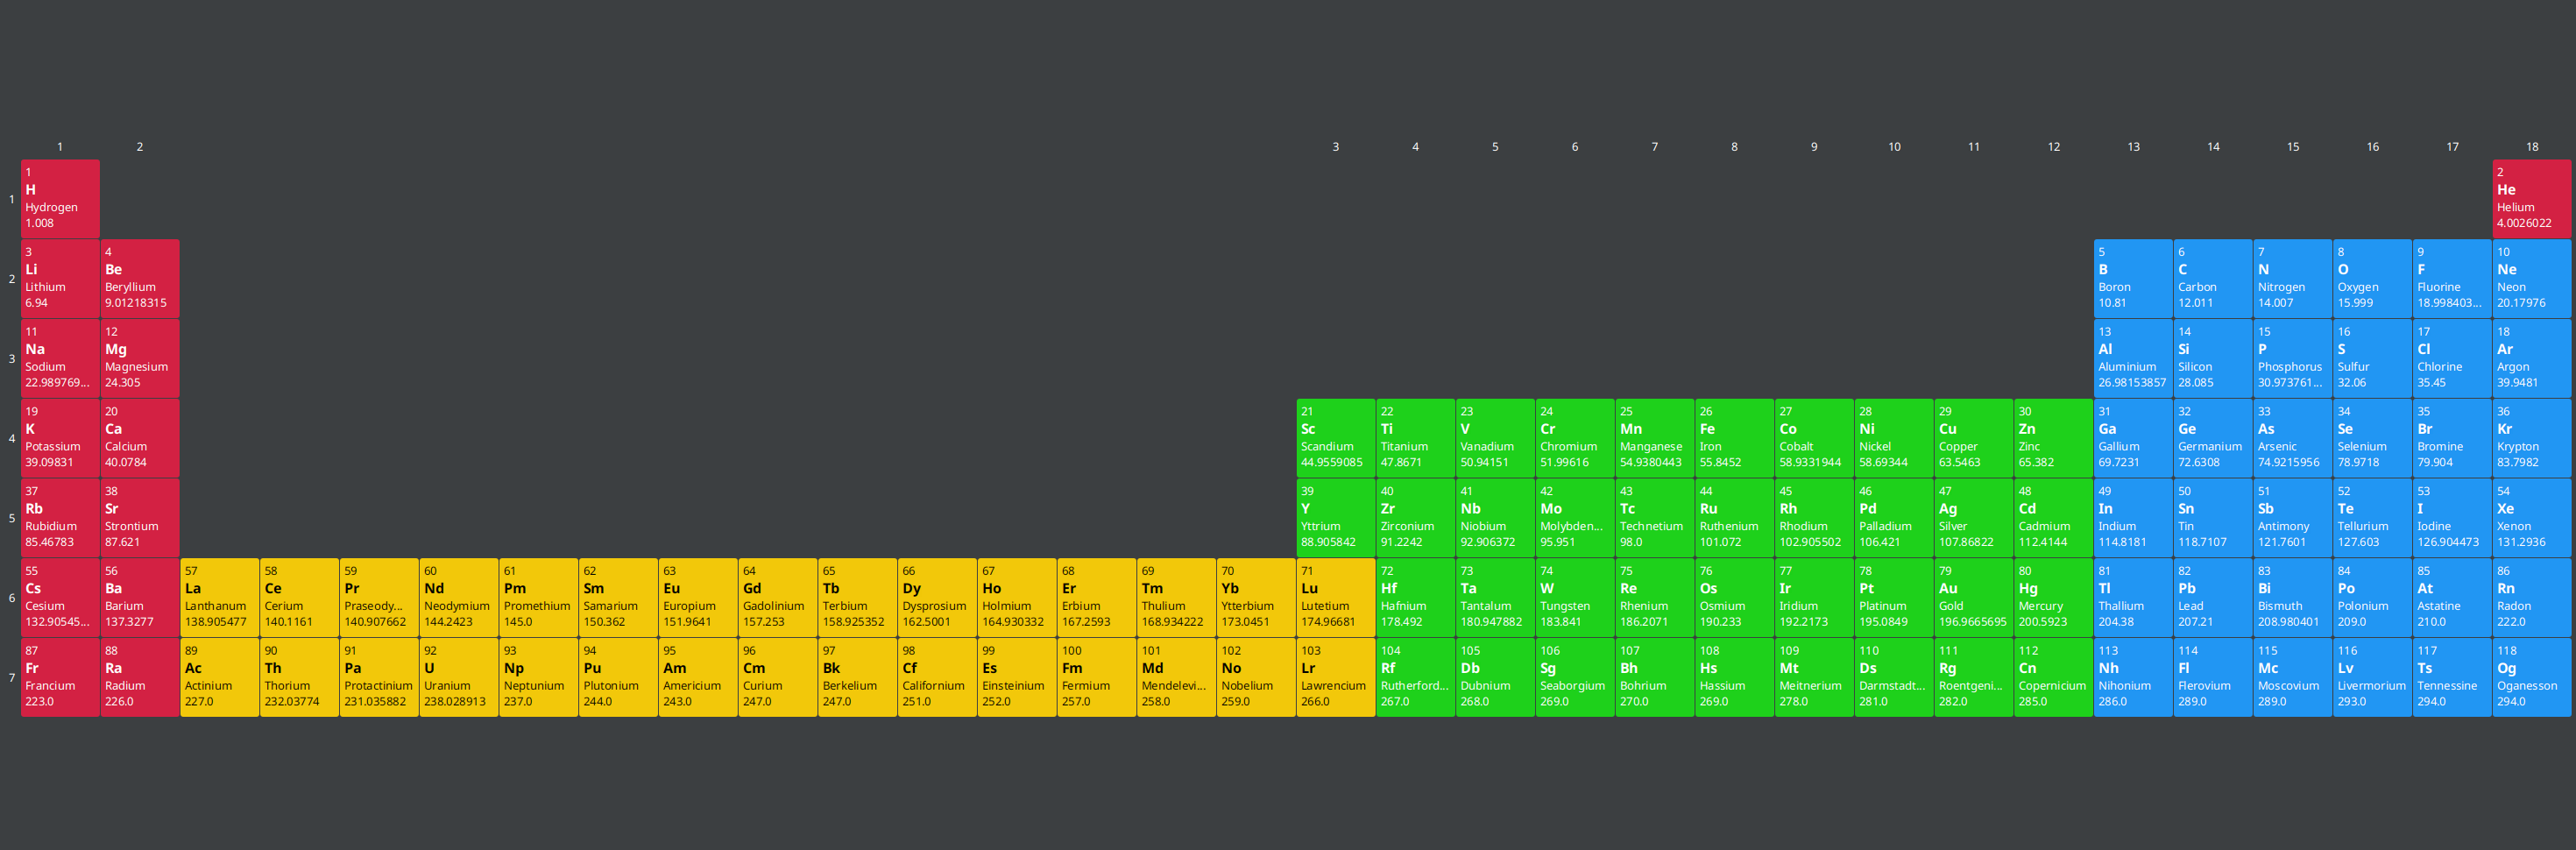 1 2 3 4 5 6 7 8 9 10 11 12 13 14 15 16 17 18
1
1 2
H He
Hydrogen Helium
1.008 4.0026022
2
3 4 5 6 7 8 9 10
Li Be B C N O F Ne
Lithium Beryllium Boron Carbon Nitrogen Oxygen Fluorine Neon
6.94 9.01218315 10.81 12.011 14.007 15.999 18.998403... 20.17976
3
11 12 13 14 15 16 17 18
Na Mg Al Si P S Cl Ar
Sodium Magnesium Aluminium Silicon Phosphorus Sulfur Chlorine Argon
22.989769... 24.305 26.98153857 28.085 30.973761... 32.06 35.45 39.9481
4
19 20 21 22 23 24 25 26 27 28 29 30 31 32 33 34 35 36
K Ca Sc Ti V Cr Mn Fe Co Ni Cu Zn Ga Ge As Se Br Kr
Potassium Calcium Scandium Titanium Vanadium Chromium Manganese Iron Cobalt Nickel Copper Zinc Gallium Germanium Arsenic Selenium Bromine Krypton
39.09831 40.0784 44.9559085 47.8671 50.94151 51.99616 54.9380443 55.8452 58.9331944 58.69344 63.5463 65.382 69.7231 72.6308 74.9215956 78.9718 79.904 83.7982
5
37 38 39 40 41 42 43 44 45 46 47 48 49 50 51 52 53 54
Rb Sr Y Zr Nb Mo Tc Ru Rh Pd Ag Cd In Sn Sb Te I Xe
Rubidium Strontium Yttrium Zirconium Niobium Molybden... Technetium Ruthenium Rhodium Palladium Silver Cadmium Indium Tin Antimony Tellurium Iodine Xenon
85.46783 87.621 88.905842 91.2242 92.906372 95.951 98.0 101.072 102.905502 106.421 107.86822 112.4144 114.8181 118.7107 121.7601 127.603 126.904473 131.2936
6
55 56 57 58 59 60 61 62 63 64 65 66 67 68 69 70 71 72 73 74 75 76 77 78 79 80 81 82 83 84 85 86
Cs Ba La Ce Pr Nd Pm Sm Eu Gd Tb Dy Ho Er Tm Yb Lu Hf Ta W Re Os Ir Pt Au Hg Tl Pb Bi Po At Rn
Cesium Barium Lanthanum Cerium Praseody... Neodymium Promethium Samarium Europium Gadolinium Terbium Dysprosium Holmium Erbium Thulium Ytterbium Lutetium Hafnium Tantalum Tungsten Rhenium Osmium Iridium Platinum Gold Mercury Thallium Lead Bismuth Polonium Astatine Radon
132.90545... 137.3277 138.905477 140.1161 140.907662 144.2423 145.0 150.362 151.9641 157.253 158.925352 162.5001 164.930332 167.2593 168.934222 173.0451 174.96681 178.492 180.947882 183.841 186.2071 190.233 192.2173 195.0849 196.9665695 200.5923 204.38 207.21 208.980401 209.0 210.0 222.0
7
87 88 89 90 91 92 93 94 95 96 97 98 99 100 101 102 103 104 105 106 107 108 109 110 111 112 113 114 115 116 117 118
Fr Ra Ac Th Pa U Np Pu Am Cm Bk Cf Es Fm Md No Lr Rf Db Sg Bh Hs Mt Ds Rg Cn Nh Fl Mc Lv Ts Og
Francium Radium Actinium Thorium Protactinium Uranium Neptunium Plutonium Americium Curium Berkelium Californium Einsteinium Fermium Mendelevi... Nobelium Lawrencium Rutherford... Dubnium Seaborgium Bohrium Hassium Meitnerium Darmstadt... Roentgeni... Copernicium Nihonium Flerovium Moscovium Livermorium Tennessine Oganesson
223.0 226.0 227.0 232.03774 231.035882 238.028913 237.0 244.0 243.0 247.0 247.0 251.0 252.0 257.0 258.0 259.0 266.0 267.0 268.0 269.0 270.0 269.0 278.0 281.0 282.0 285.0 286.0 289.0 289.0 293.0 294.0 294.0